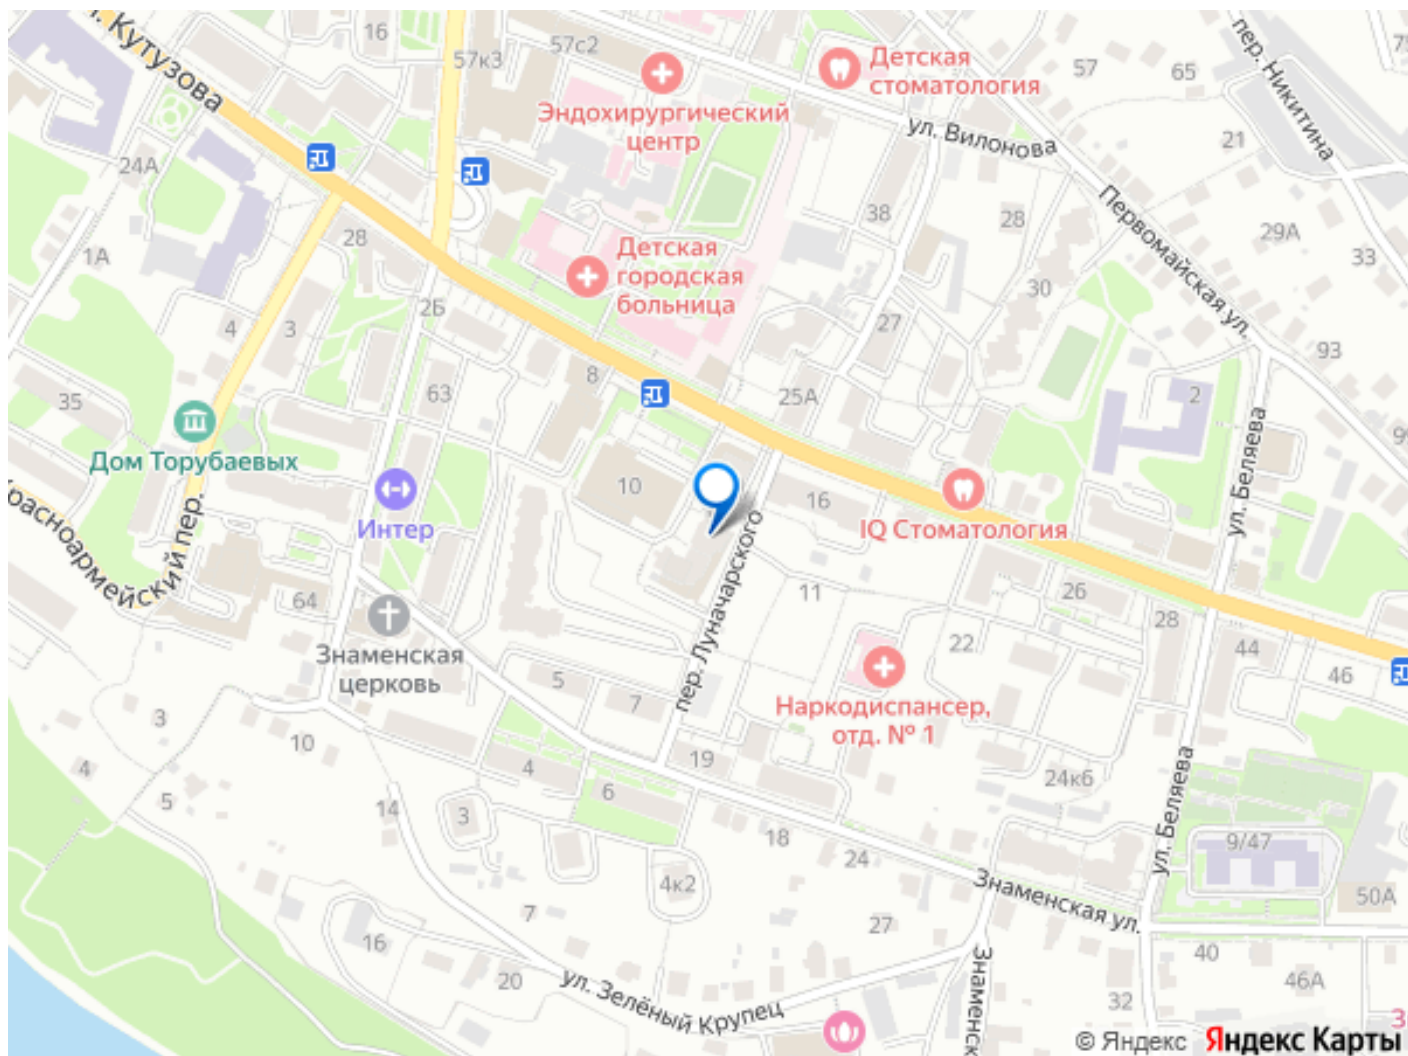 л. Кутузова
16
57к3
57с2
Эндохирургический
центр
Детская
стоматология
57
65
75
пер. Никитина
21
ул. Вилонова
24А
38
28
Первомайская ул.
29А
33
1А
28
2Б
Детская
городская
больница
30
27
4
3
93
35
63
8
25А
2
99
ул. Беляева
Дом Торубаевых
Интер
10
16
IQ Стоматология
Красноармейский пер.
пер. Луначарского
64
11
26
28
22
44
46
Знаменская
церковь
5
7
Наркодиспансер,
отд. № 1
3
10
4
4
19
24к6
5
14
3
6
18
24
ул. Беляева
9/47
50А
4к2
7
27
Знаменская ул.
16
20
40
46А
32
ул. Зелёный Крупец
Знаменск
3
© Яндекс Яндекс Карты